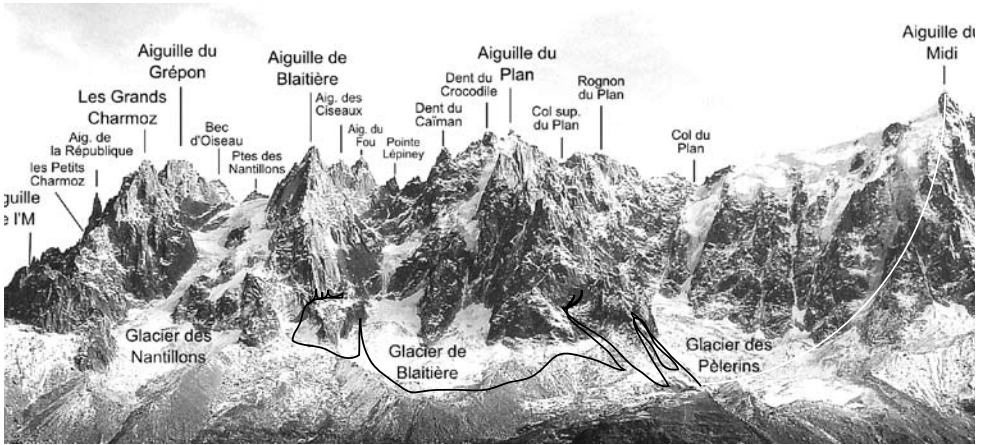 Aiguille du
Midi
Aiguille du
Grépon
Aiguille de
Blaitière
Aiguille du
Plan
Dent du
Crocodile
Rognon
du Plan
Les Grands
Charmoz
Aig. des
Ciseaux
Dent du
Caïman
Col sup.
du Plan
Aig. de
la République
Bec
d'Oiseau
Aig. du
Fou
Pointe
Lépiney
Col du
Plan
les Petits
Charmoz
Ptes des
Nantillons
guille
e l'M
Glacier des
Nantillons
Glacier de
Blaitière
Glacier des
Pèlerins